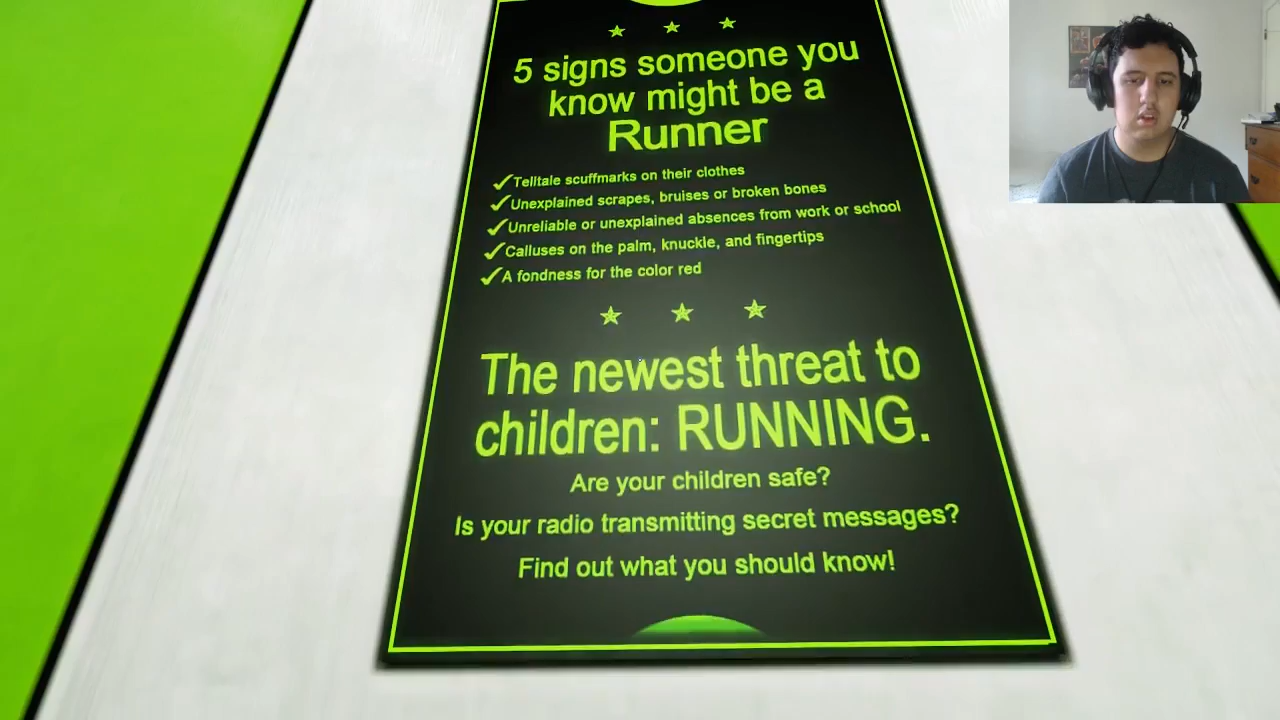 5 signs someone you
know might be a
Runner
Telltale scuffmarks on their clothes
Unexplained scrapes, bruises or broken bones
Unreliable or unexplained absences from work or school
Calluses on the palm, knuckle, and fingertips
A fondness for the color red
The newest threat to
children: RUNNING.
Are your children safe?
Is your radio transmitting secret messages?
Find out what you should know!